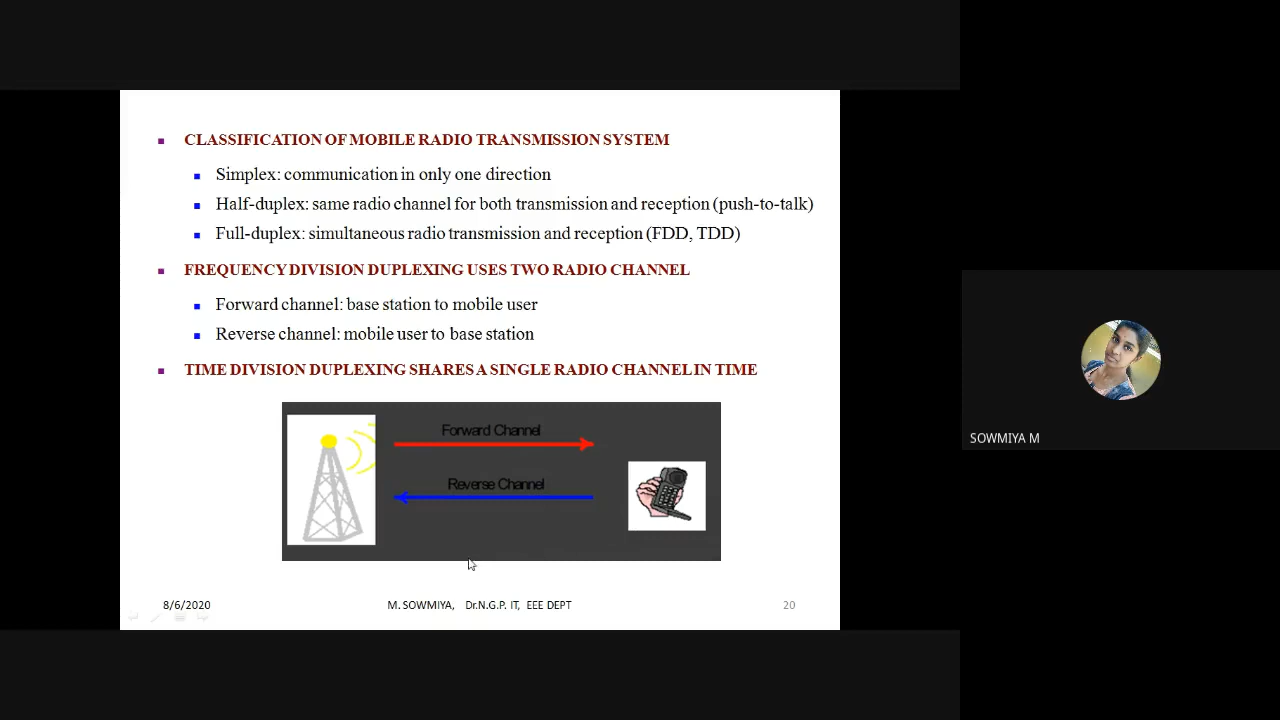 CLASSIFICATION OF MOBILE RADIO TRANSMISSION SYSTEM
Simplex: communication in only one direction
Half-duplex: same radio channel for both transmission and reception (push-to-talk)
Full-duplex: simultaneous radio transmission and reception (FDD, TDD)
FREQUENCY DIVISION DUPLEXING USES TWO RADIO CHANNEL
Forward channel: base station to mobile user
Reverse channel: mobile user to base station
TIME DIVISION DUPLEXING SHARES A SINGLE RADIO CHANNEL IN TIME
Forward Channel
Reverse Channel
8/6/2020 M. SOWMIYA, Dr.N.G.P. IT, EEE DEPT 20
SOWMIYA M